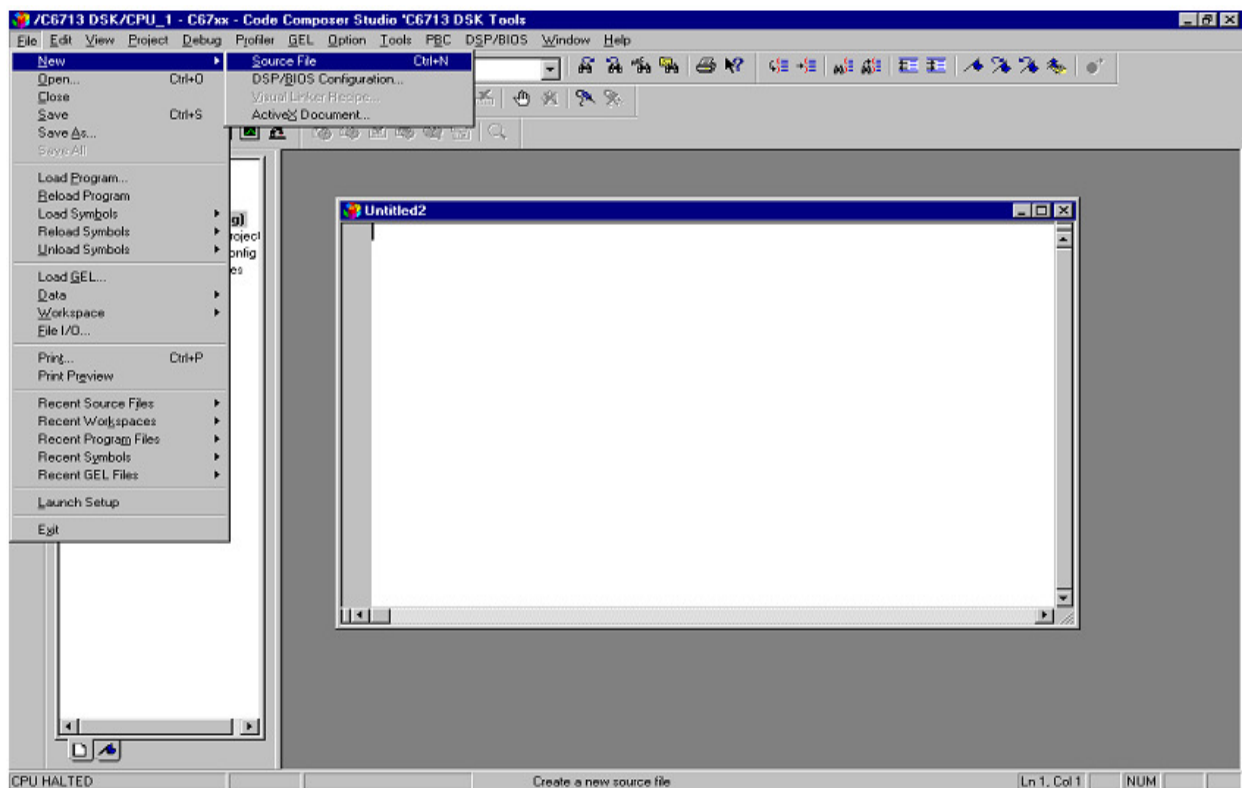 /C6713 DSK/CPU_1 - C67xx - Code Composer Studio 'C6713 DSK Tools
File Edit View Project Debug Profiler GEL Option Tools PBC DSP/BIOS Window Help
New
Source File Ctrl+N
Open... Ctrl+O
DSP/BIOS Configuration...
Close
Visual Linker Recipe...
Save Ctrl+S
ActiveX Document...
Save As...
Save All
Load Program...
Reload Program
Load Symbols
Reload Symbols
Unload Symbols
Load GEL...
Data
Workspace
File I/O...
Print... Ctrl+P
Print Preview
Recent Source Files
Recent Workspaces
Recent Program Files
Recent Symbols
Recent GEL Files
Launch Setup
Exit
g)
roject
onfig
es
Untitled2
CPU HALTED
Create a new source file
Ln 1, Col 1
NUM